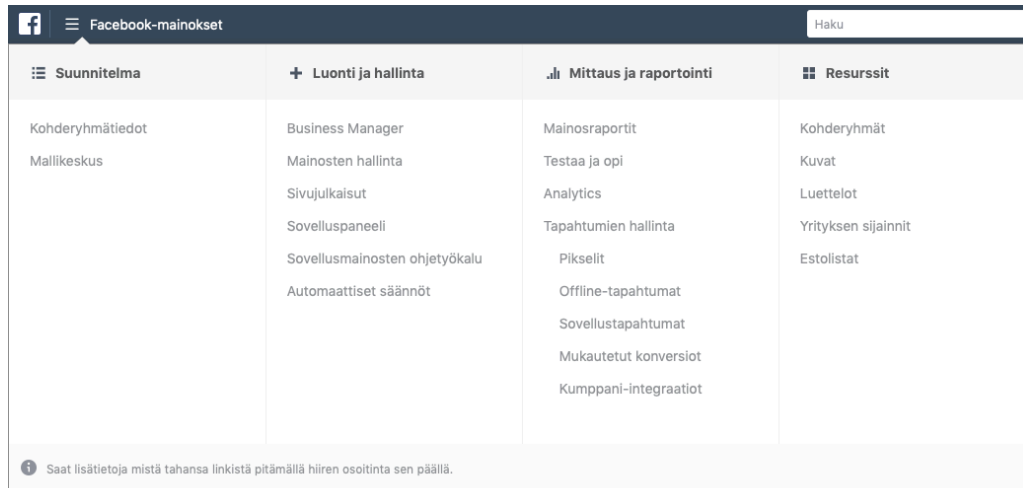 Facebook-mainokset
Haku
Suunnitelma
Kohderyhmätiedot
Mallikeskus
Luonti ja hallinta
Business Manager
Mainosten hallinta
Sivujulkaisut
Sovelluspaneeli
Sovellusmainosten ohjetyökalu
Automaattiset säännöt
Mittaus ja raportointi
Mainosraportit
Testaa ja opi
Analytics
Tapahtumien hallinta
Pikselit
Offline-tapahtumat
Sovellustapahtumat
Mukautetut konversiot
Kumppani-integraatiot
Resurssit
Kohderyhmät
Kuvat
Luettelot
Yrityksen sijainnit
Estolistat
Saat lisätietoja mistä tahansa linkistä pitämällä hiiren osoitinta sen päällä.